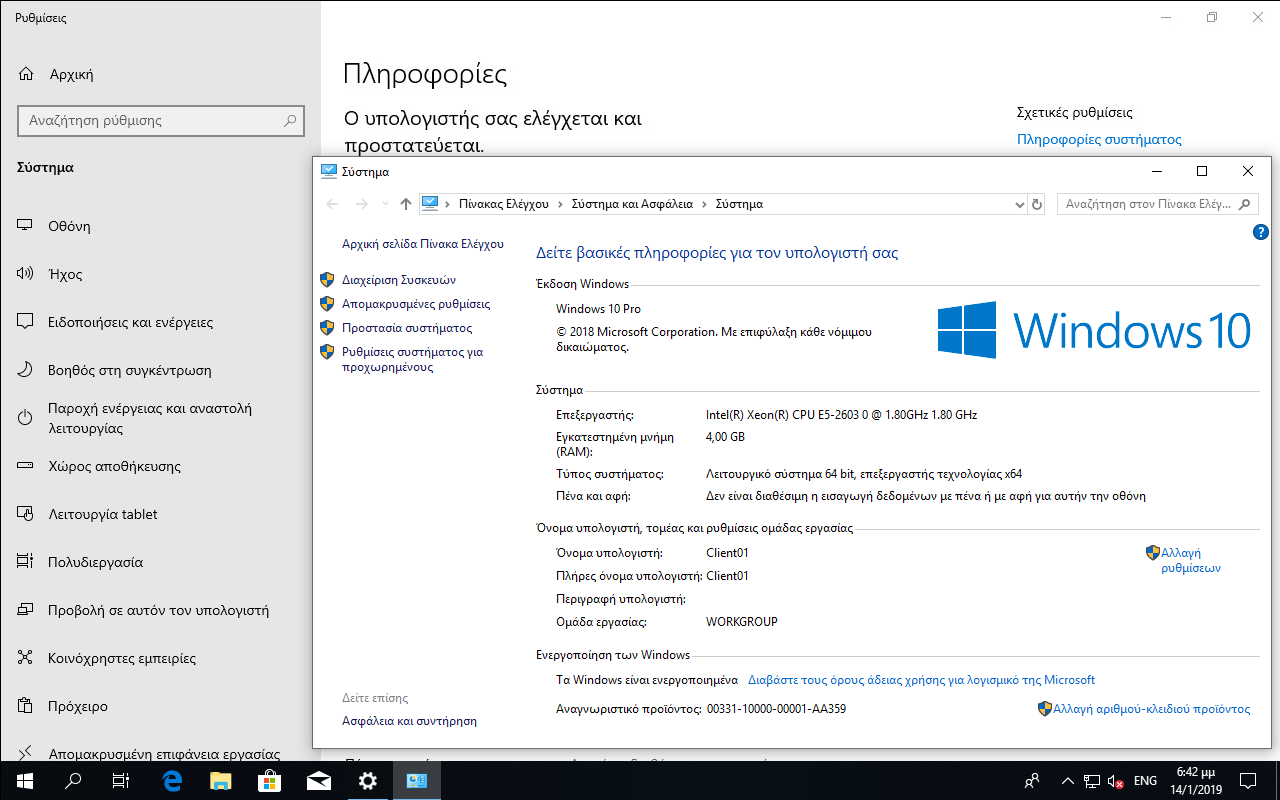 Ρυθμίσεις
Αρχική
Αναζήτηση ρύθμισης
Σύστημα
Οθόνη
Ήχος
Ειδοποιήσεις και ενέργειες
Βοηθός στη συγκέντρωση
Παροχή ενέργειας και αναστολή
λειτουργίας
Χώρος αποθήκευσης
Λειτουργία tablet
Πολυδιεργασία
Προβολή σε αυτόν τον υπολογιστή
Κοινόχρηστες εμπειρίες
Πρόχειρο
Απομακρυσμένη επιφάνεια εργασίας
Πληροφορίες
Ο υπολογιστής σας ελέγχεται και
προστατεύεται.
Σχετικές ρυθμίσεις
Πληροφορίες συστήματος
Σύστημα
Πίνακας Ελέγχου > Σύστημα και Ασφάλεια > Σύστημα
Αναζήτηση στον Πίνακα Ελέγ...
Αρχική σελίδα Πίνακα Ελέγχου
Διαχείριση Συσκευών
Απομακρυσμένες ρυθμίσεις
Προστασία συστήματος
Ρυθμίσεις συστήματος για
προχωρημένους
Δείτε επίσης
Ασφάλεια και συντήρηση
Δείτε βασικές πληροφορίες για τον υπολογιστή σας
Έκδοση Windows
Windows 10 Pro
© 2018 Microsoft Corporation. Με επιφύλαξη κάθε νόμιμου
δικαιώματος.
Windows 10
Σύστημα
Επεξεργαστής: Intel(R) Xeon(R) CPU E5-2603 0 @ 1.80GHz 1.80 GHz
Εγκατεστημένη μνήμη 4,00 GB
(RAM):
Τύπος συστήματος: Λειτουργικό σύστημα 64 bit, επεξεργαστής τεχνολογίας x64
Πένα και αφή: Δεν είναι διαθέσιμη η εισαγωγή δεδομένων με πένα ή με αφή για αυτήν την οθόνη
Όνομα υπολογιστή, τομέας και ρυθμίσεις ομάδας εργασίας
Όνομα υπολογιστή: Client01
Αλλαγή
ρυθμίσεων
Πλήρες όνομα υπολογιστή: Client01
Περιγραφή υπολογιστή:
Ομάδα εργασίας: WORKGROUP
Ενεργοποίηση των Windows
Τα Windows είναι ενεργοποιημένα Διαβάστε τους όρους άδειας χρήσης για λογισμικό της Microsoft
Αναγνωριστικό προϊόντος: 00331-10000-00001-AA359
Αλλαγή αριθμού-κλειδιού προϊόντος
ENG
6:42 μμ
14/1/2019